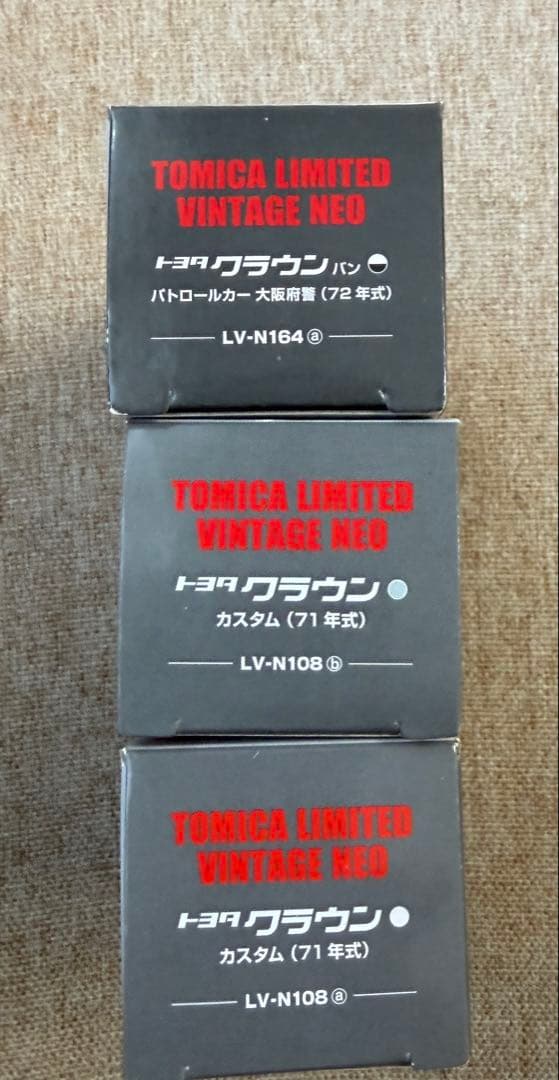 TOMICA LIMITED
VINTAGE NEO
トヨタ クラウン バン
パトロールカー 大阪府警 (72年式)
LV-N164 ⓐ
TOMICA LIMITED
VINTAGE NEO
トヨタ クラウン
カスタム (71年式)
LV-N108 ⓑ
TOMICA LIMITED
VINTAGE NEO
トヨタ クラウン
カスタム (71年式)
LV-N108 ⓐ